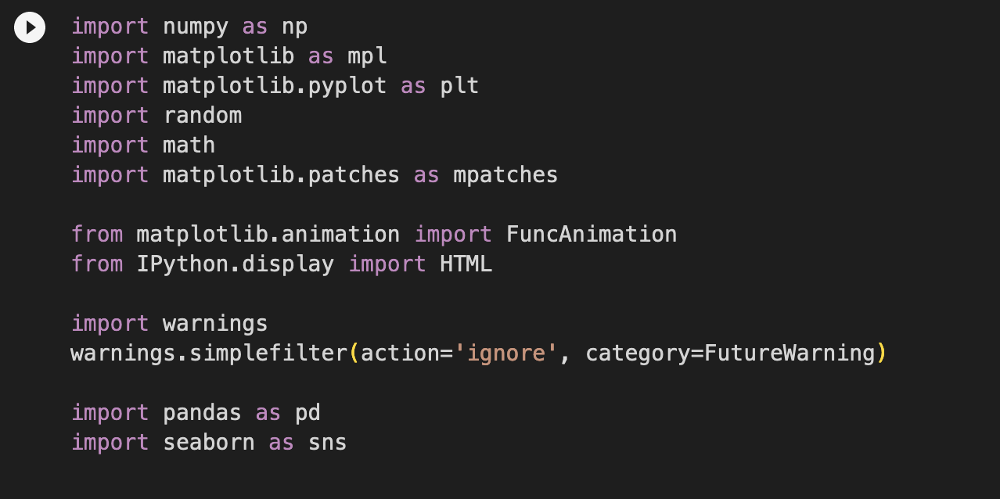 import numpy as np
import matplotlib as mpl
import matplotlib.pyplot as plt
import random
import math
import matplotlib.patches as mpatches
from matplotlib.animation import FuncAnimation
from IPython.display import HTML
import warnings
warnings.simplefilter(action='ignore', category=FutureWarning)
import pandas as pd
import seaborn as sns